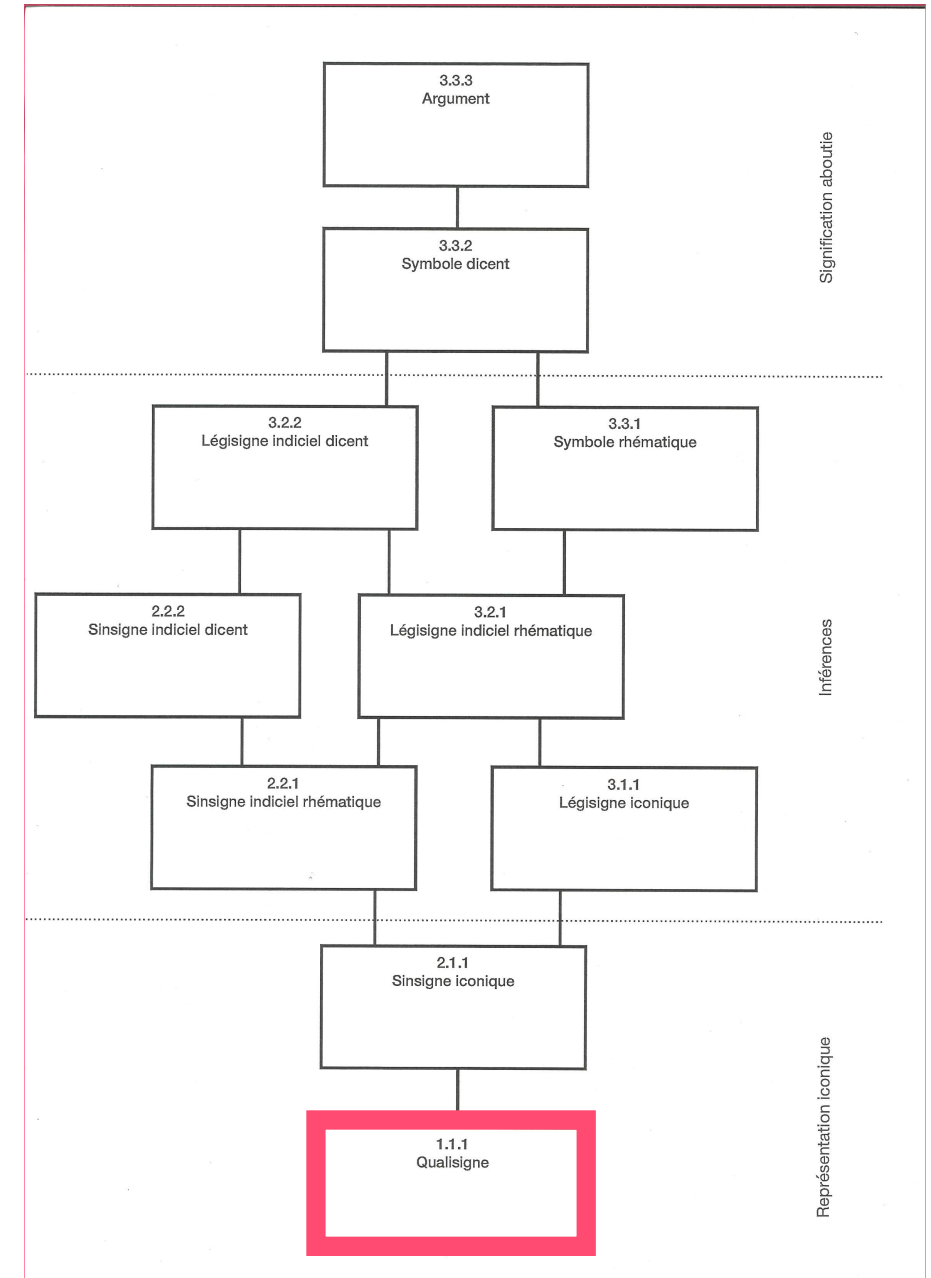 3.3.3
Argument
Signification aboutie
3.3.2
Symbole dicent
3.2.2
Légisigne indiciel dicent
3.3.1
Symbole rhématique
2.2.2
Sinsigne indiciel dicent
3.2.1
Légisigne indiciel rhématique
Inférences
2.2.1
Sinsigne indiciel rhématique
3.1.1
Légisigne iconique
2.1.1
Sinsigne iconique
1.1.1
Qualisigne
Représentation iconique